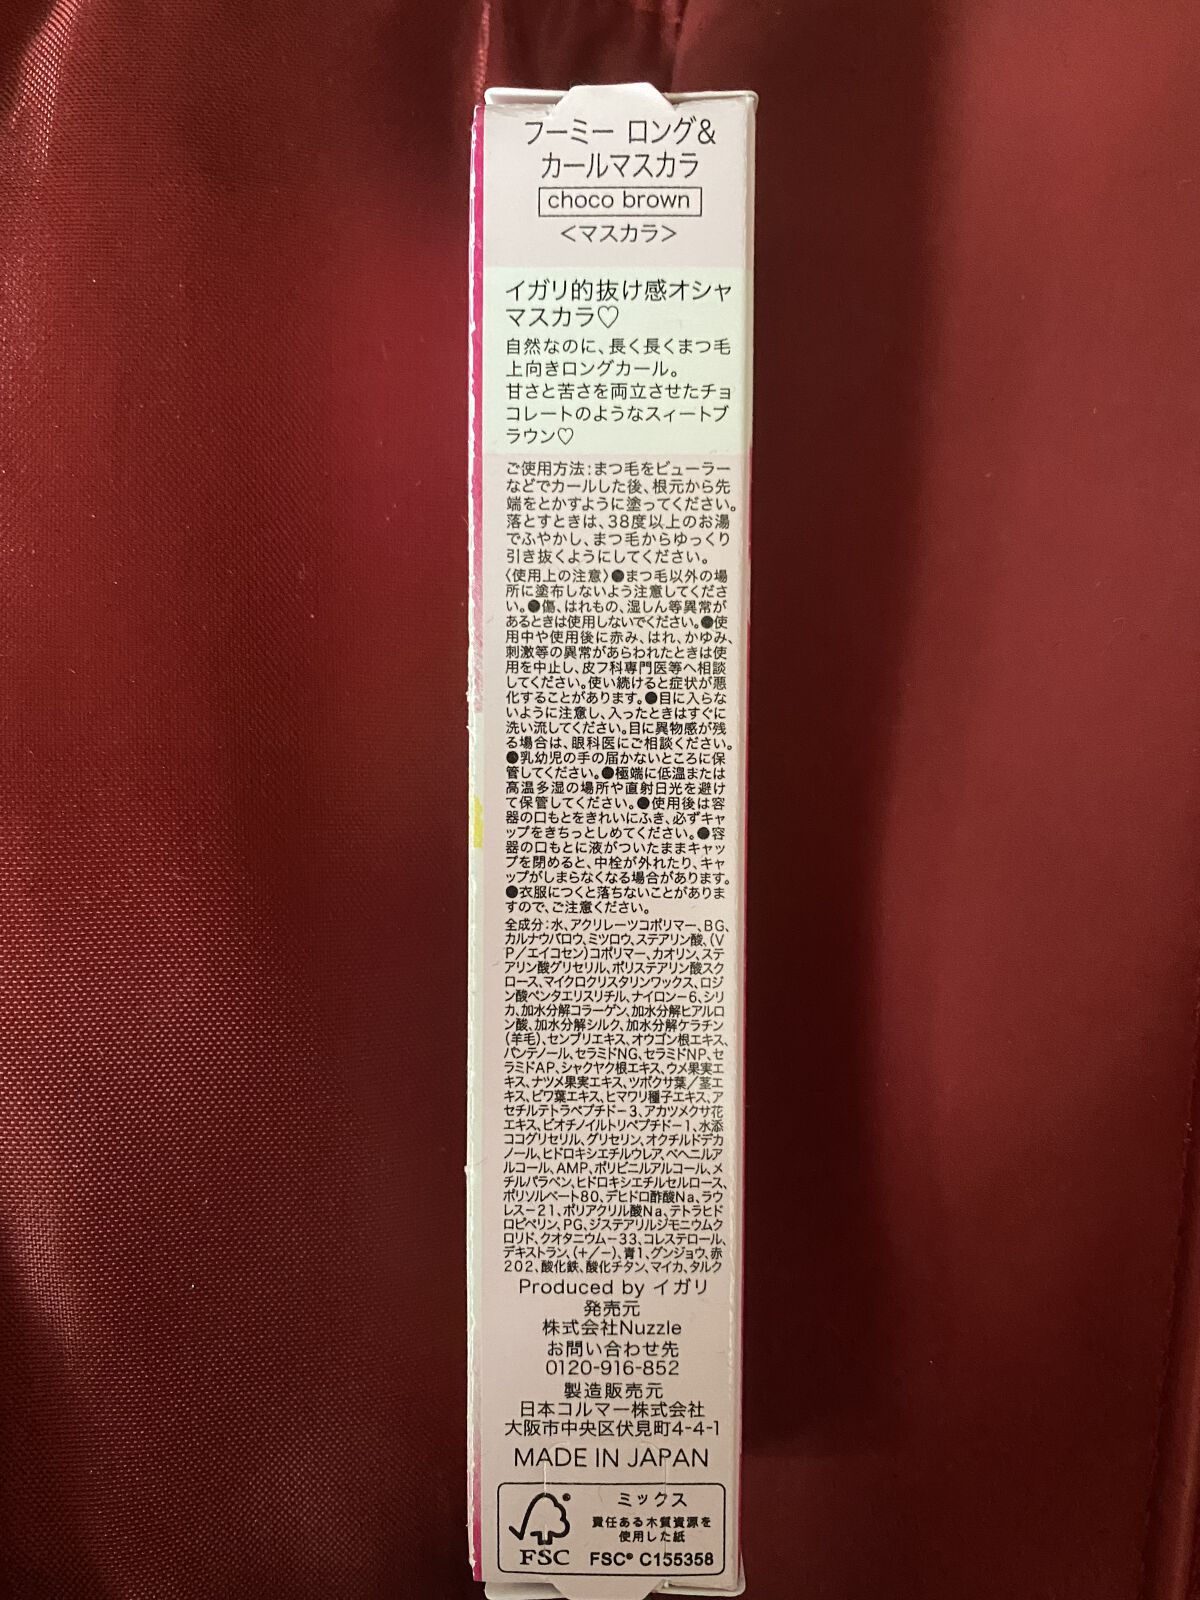 フーミー ロング&
カールマスカラ
choco brown
＜マスカラ＞
イガリ的抜け感オシャ
マスカラ♡
自然なのに、長く長くまつ毛
上向きロングカール。
甘さと苦さを両立させたチョ
コレートのようなスィートブ
ラウン♡
ご使用方法：まつ毛をビューラー
などでカールした後、根元から先
端をとかすように塗ってください。
落とすときは、38度以上のお湯
でふやかし、まつ毛からゆっくり
引き抜くようにしてください。
〈使用上の注意〉●まつ毛以外の場
所に塗布しないよう注意してくださ
い。●傷、はれもの、湿しん等異常が
あるときは使用しないでください。●使
用中や使用後に赤み、はれ、かゆみ、
刺激等の異常があらわれたときは使
用を中止し、皮フ科専門医等へ相談
してください。使い続けると症状が悪
化することがあります。●目に入らな
いように注意し、入ったときはすぐに
洗い流してください。目に異物感が残
る場合は、眼科医にご相談ください。
●乳幼児の手の届かないところに保
管してください。●極端に低温または
高温多湿の場所や直射日光を避け
て保管してください。●使用後は容
器の口もとをきれいにふき、必ずキャ
ップをきちっとしめてください。●容
器の口もとに液がついたままキャッ
プを閉めると、中栓が外れたり、キャ
ップがしまらなくなる場合があります。
●衣服につくと落ちないことがありま
すので、ご注意ください。
全成分：水、アクリレーツコポリマー、BG、
カルナウバロウ、ミツロウ、ステアリン酸、(V
P／エイコセン)コポリマー、カオリン、ステ
アリン酸グリセリル、ポリステアリン酸スク
ロース、マイクロクリスタリンワックス、ロジ
ン酸ペンタエリスリチル、ナイロン－6、シリ
カ、加水分解コラーゲン、加水分解ヒアルロ
ン酸、加水分解シルク、加水分解ケラチン
(羊毛)、センブリエキス、オウゴン根エキス、
パンテノール、セラミドNG、セラミドNP、セ
ラミドAP、シャクヤク根エキス、ウメ果実エ
キス、ナツメ果実エキス、ツボクサ葉／茎エ
キス、ビワ葉エキス、ヒマワリ種子エキス、ア
セチルテトラペプチド－3、アカツメクサ花
エキス、ビオチノイルトリペプチド－1、水添
ココグリセリル、グリセリン、オクチルドデカ
ノール、ヒドロキシエチルウレア、ベヘニルア
ルコール、AMP、ポリビニルアルコール、メ
チルパラベン、ヒドロキシエチルセルロース、
ポリソルベート80、デヒドロ酢酸Na、ラウ
レス－21、ポリアクリル酸Na、テトラヒド
ロピペリン、PG、ジステアリルジモニウムク
ロリド、クオタニウム－33、コレステロール、
デキストラン、(＋／－)、青1、グンジョウ、赤
202、酸化鉄、酸化チタン、マイカ、タルク
Produced by イガリ
発売元
株式会社Nuzzle
お問い合わせ先
0120-916-852
製造販売元
日本コルマー株式会社
大阪市中央区伏見町4-4-1
MADE IN JAPAN
ミックス
責任ある木質資源を
使用した紙
FSC
FSC® C155358